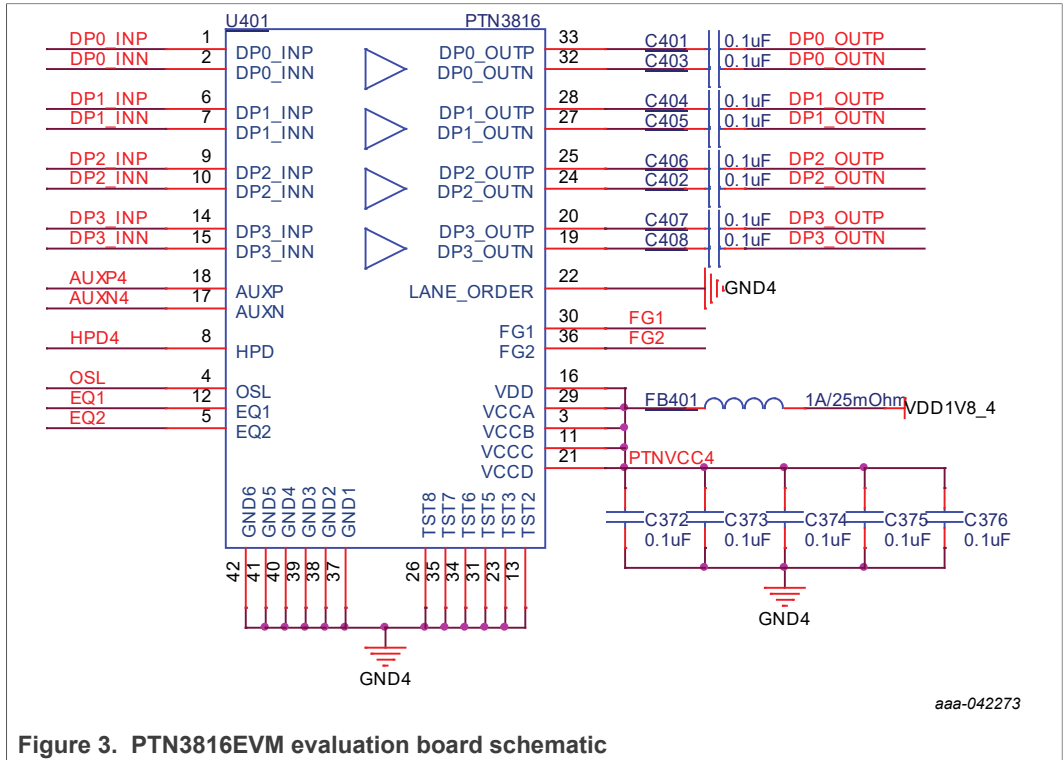 U401 PTN3816
DP0_INP 1 DP0_INP DP0_OUTP 33 C401 0.1uF DP0_OUTP
DP0_INN 2 DP0_INN DP0_OUTN 32 C403 0.1uF DP0_OUTN
DP1_INP 6 DP1_INP DP1_OUTP 28 C404 0.1uF DP1_OUTP
DP1_INN 7 DP1_INN DP1_OUTN 27 C405 0.1uF DP1_OUTN
DP2_INP 9 DP2_INP DP2_OUTP 25 C406 0.1uF DP2_OUTP
DP2_INN 10 DP2_INN DP2_OUTN 24 C402 0.1uF DP2_OUTN
DP3_INP 14 DP3_INP DP3_OUTP 20 C407 0.1uF DP3_OUTP
DP3_INN 15 DP3_INN DP3_OUTN 19 C408 0.1uF DP3_OUTN
AUXP4 18 AUXP LANE_ORDER 22 GND4
AUXN4 17 AUXN
FG1 30 FG1
HPD4 8 HPD FG2 36 FG2
OSL 4 OSL VDD 16
EQ1 12 EQ1 VCCA 29 FB401 1A/25mOhm VDD1V8_4
EQ2 5 EQ2 VCCB 3
VCCC 11
VCCD 21 PTNVCC4
GND6 GND5 GND4 GND3 GND2 GND1 TST8 TST7 TST6 TST5 TST3 TST2
C372 C373 C374 C375 C376
0.1uF 0.1uF 0.1uF 0.1uF 0.1uF
42 41 40 39 38 37 26 35 34 31 23 13
GND4
GND4
aaa-042273
Figure 3. PTN3816EVM evaluation board schematic